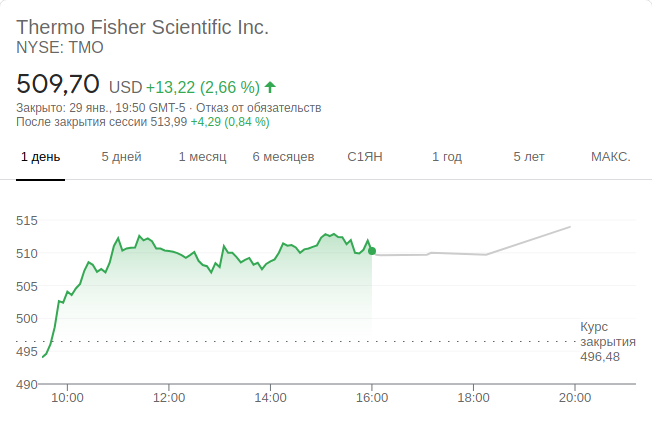 Thermo Fisher Scientific Inc.
NYSE: TMO
509,70 USD +13,22 (2,66 %)
Закрыто: 29 янв., 19:50 GMT-5 · Отказ от обязательств
После закрытия сессии 513,99 +4,29 (0,84 %)
1 день 5 дней 1 месяц 6 месяцев С1ЯН 1 год 5 лет МАКС.
515
510
505
500
Курс
закрытия
495
496,48
490
10:00 12:00 14:00 16:00 18:00 20:00